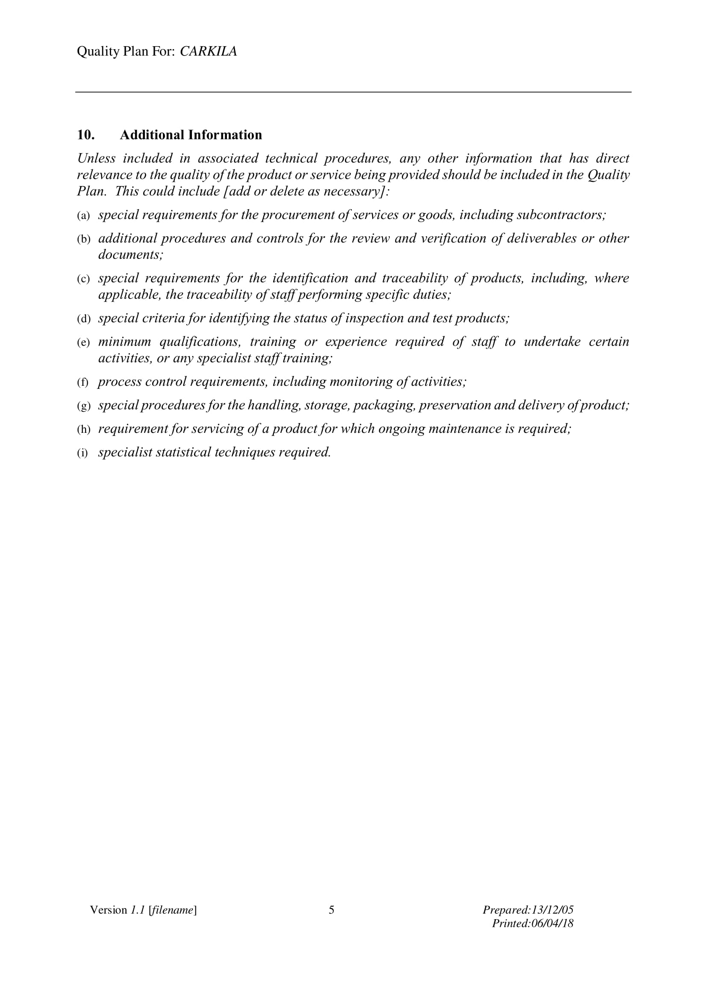 Quality Plan For: CARKILA
10. Additional Information
Unless included in associated technical procedures, any other information that has direct
relevance to the quality of the product or service being provided should be included in the Quality
Plan. This could include [add or delete as necessary]:
(a) special requirements for the procurement of services or goods, including subcontractors;
(b) additional procedures and controls for the review and verification of deliverables or other
documents;
(c) special requirements for the identification and traceability of products, including, where
applicable, the traceability of staff performing specific duties;
(d) special criteria for identifying the status of inspection and test products;
(e) minimum qualifications, training or experience required of staff to undertake certain
activities, or any specialist staff training;
(f) process control requirements, including monitoring of activities;
(g) special procedures for the handling, storage, packaging, preservation and delivery of product;
(h) requirement for servicing of a product for which ongoing maintenance is required;
(i) specialist statistical techniques required.
Version 1.1 [filename] 5 Prepared:13/12/05
Printed:06/04/18